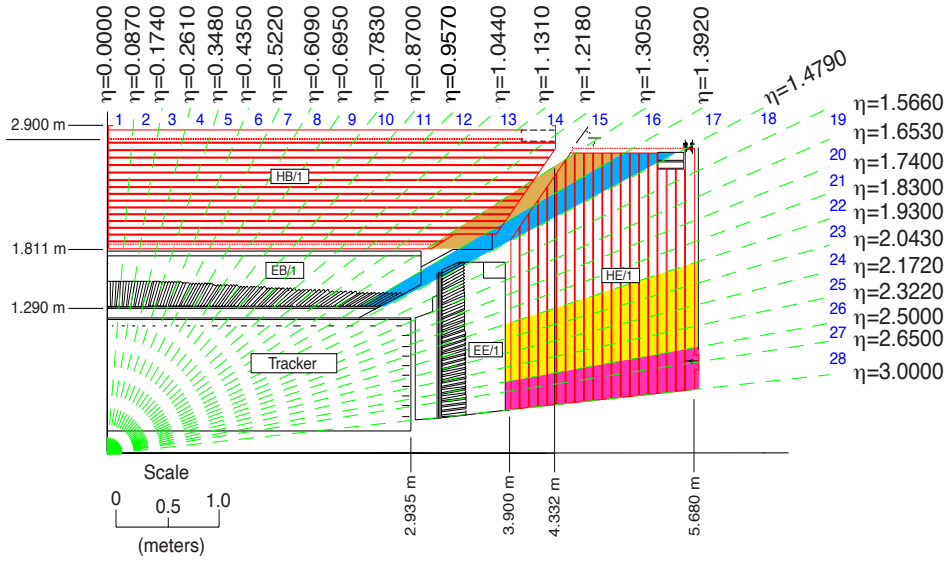 η=0.0000
η=0.0870
η=0.1740
η=0.2610
η=0.3480
η=0.4350
η=0.5220
η=0.6090
η=0.6950
η=0.7830
η=0.8700
η=0.9570
η=1.0440
η=1.1310
η=1.2180
η=1.3050
η=1.3920
η=1.4790
η=1.5660
η=1.6530
η=1.7400
η=1.8300
η=1.9300
η=2.0430
η=2.1720
η=2.3220
η=2.5000
η=2.6500
η=3.0000
1 2 3 4 5 6 7 8 9 10 11 12 13 14 15 16 17 18 19
20
21
22
23
24
25
26
27
28
2.900 m
1.811 m
1.290 m
HB/1
EB/1
HE/1
EE/1
Tracker
2.935 m
3.900 m
4.332 m
5.680 m
Scale
0 0.5 1.0
(meters)